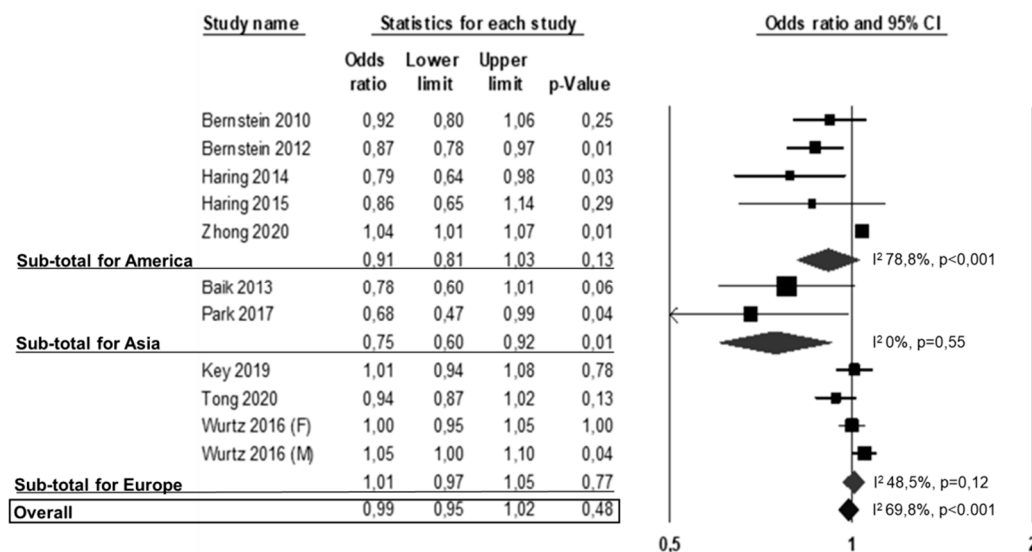 Study name Statistics for each study Odds ratio and 95% CI
Odds Lower Upper
ratio limit limit p-Value
Bernstein 2010 0,92 0,80 1,06 0,25
Bernstein 2012 0,87 0,78 0,97 0,01
Haring 2014 0,79 0,64 0,98 0,03
Haring 2015 0,86 0,65 1,14 0,29
Zhong 2020 1,04 1,01 1,07 0,01
Sub-total for America 0,91 0,81 1,03 0,13 I² 78,8%, p<0,001
Baik 2013 0,78 0,60 1,01 0,06
Park 2017 0,68 0,47 0,99 0,04
Sub-total for Asia 0,75 0,60 0,92 0,01 I² 0%, p=0,55
Key 2019 1,01 0,94 1,08 0,78
Tong 2020 0,94 0,87 1,02 0,13
Wurtz 2016 (F) 1,00 0,95 1,05 1,00
Wurtz 2016 (M) 1,05 1,00 1,10 0,04
Sub-total for Europe 1,01 0,97 1,05 0,77 I² 48,5%, p=0,12
Overall 0,99 0,95 1,02 0,48 I² 69,8%, p<0.001
0,5 1 2